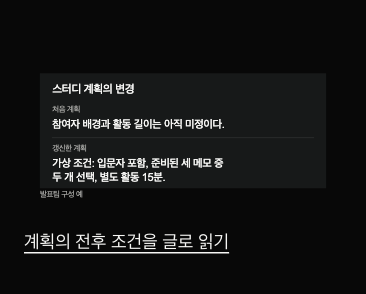 스터디 계획의 변경
처음 계획
참여자 배경과 활동 길이는 아직 미정이다.
갱신한 계획
가상 조건: 입문자 포함, 준비된 세 메모 중
두 개 선택, 별도 활동 15분.
발표팀 구성 예
계획의 전후 조건을 글로 읽기